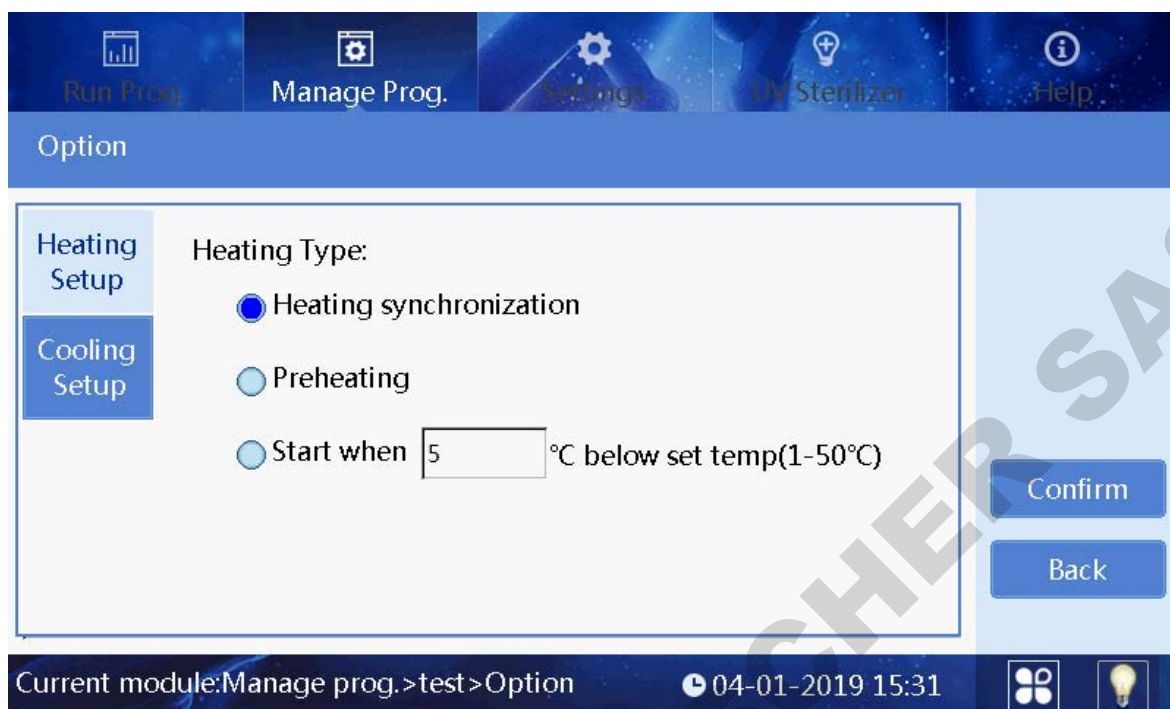 Run Prog.
Manage Prog.
Settings
UV Sterilizer
Help
Option
Heating
Setup
Heating Type:
Heating synchronization
Cooling
Setup
Preheating
Start when 5 °C below set temp(1-50°C)
Confirm
Back
Current module:Manage prog.>test>Option
04-01-2019 15:31